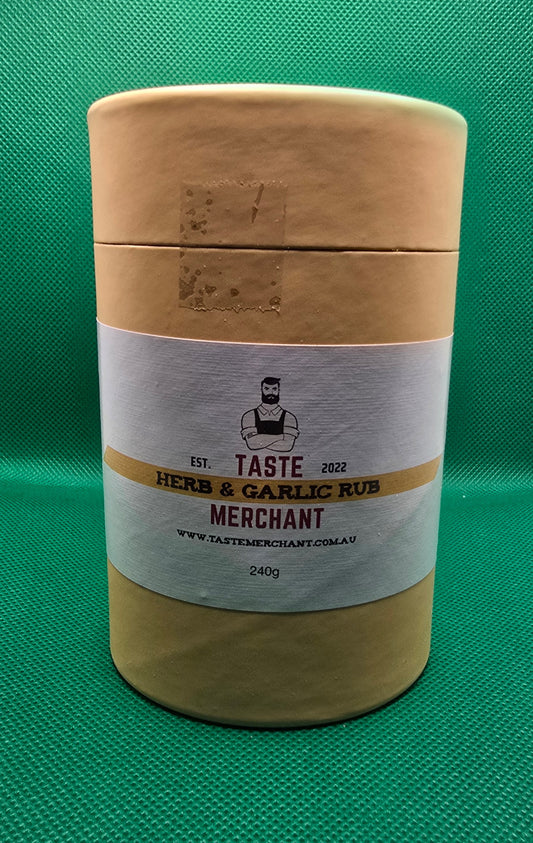 EST. TASTE 2022
HERB & GARLIC RUB
MERCHANT
WWW.TASTEMERCHANT.COM.AU
240g